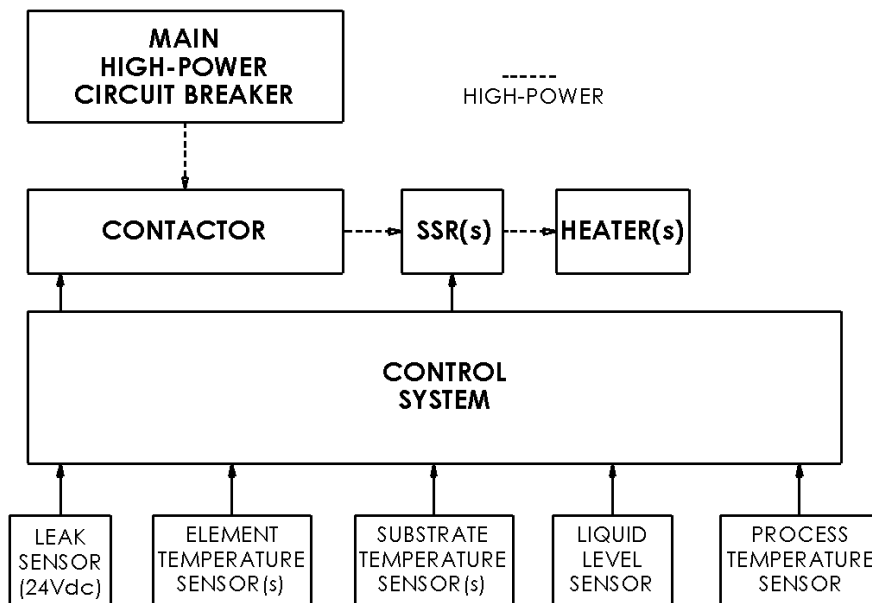 MAIN
HIGH-POWER
CIRCUIT BREAKER
HIGH-POWER
CONTACTOR
SSR(s)
HEATER(s)
CONTROL
SYSTEM
LEAK
SENSOR
(24Vdc)
ELEMENT
TEMPERATURE
SENSOR(s)
SUBSTRATE
TEMPERATURE
SENSOR(s)
LIQUID
LEVEL
SENSOR
PROCESS
TEMPERATURE
SENSOR